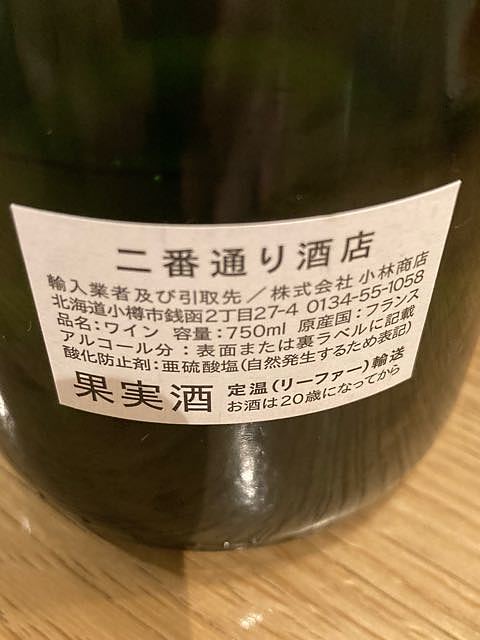 二番通り酒店
輸入業者及び引取先／株式会社 小林商店
北海道小樽市銭函2丁目27-4 0134-55-1058
品名：ワイン 容量：750ml 原産国：フランス
アルコール分：表面または裏ラベルに記載
酸化防止剤：亜硫酸塩(自然発生するため表記)
果実酒 定温(リーファー)輸送
お酒は20歳になってから